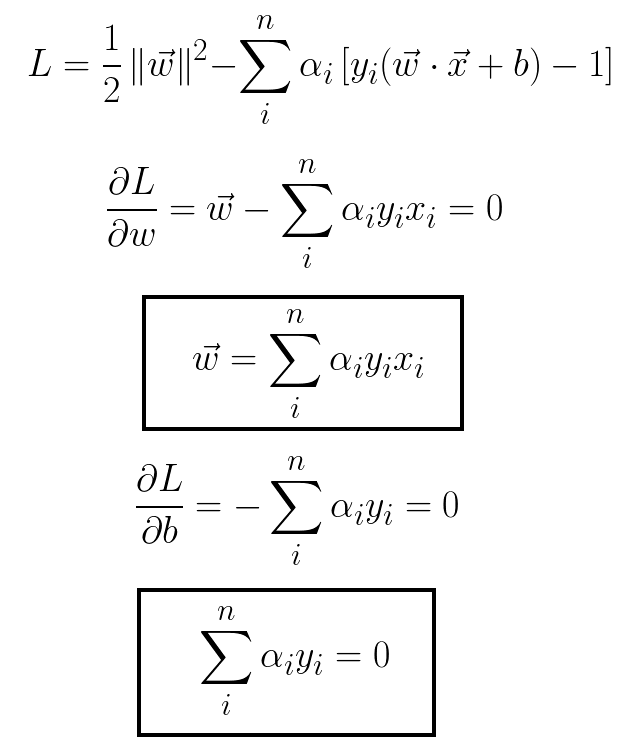 L = \frac{1}{2} \|\vec{w}\|^2 - \sum_{i}^{n} \alpha_i [y_i(\vec{w} \cdot \vec{x} + b) - 1]
\frac{\partial L}{\partial w} = \vec{w} - \sum_{i}^{n} \alpha_i y_i x_i = 0
\vec{w} = \sum_{i}^{n} \alpha_i y_i x_i
\frac{\partial L}{\partial b} = - \sum_{i}^{n} \alpha_i y_i = 0
\sum_{i}^{n} \alpha_i y_i = 0